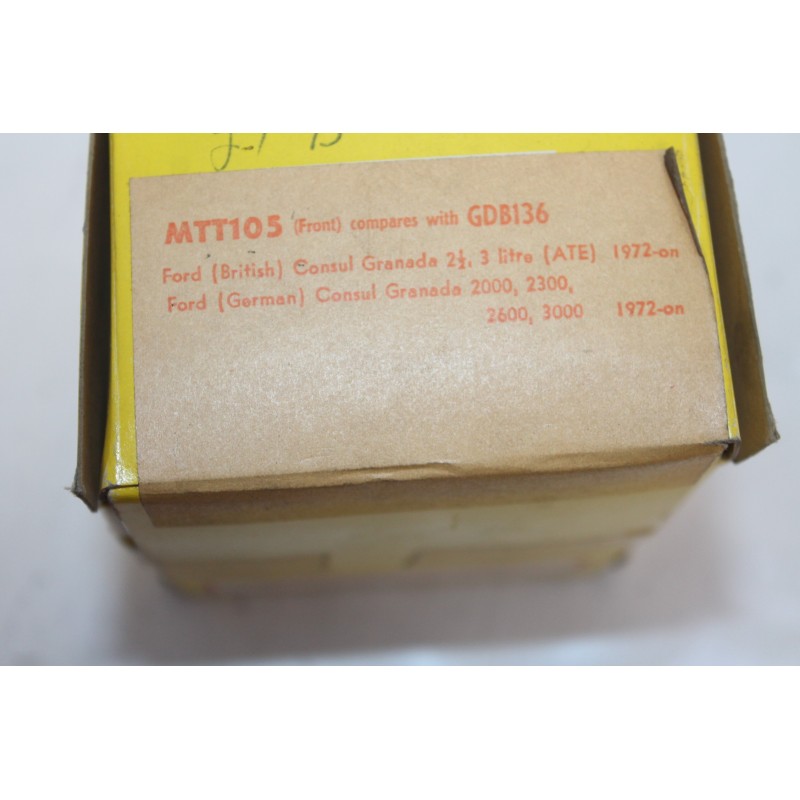 MTT105 (Front) compares with GDB136
Ford (British) Consul Granada 2½, 3 litre (ATE) 1972-on
Ford (German) Consul Granada 2000, 2300,
2600, 3000 1972-on